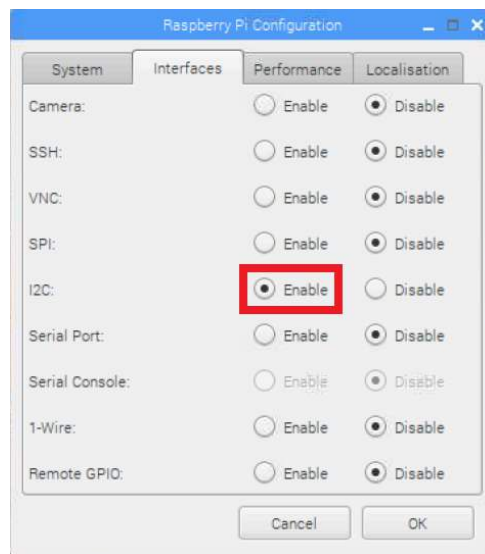 Raspberry Pi Configuration
System Interfaces Performance Localisation
Camera: Enable Disable
SSH: Enable Disable
VNC: Enable Disable
SPI: Enable Disable
I2C: Enable Disable
Serial Port: Enable Disable
Serial Console: Enable Disable
1-Wire: Enable Disable
Remote GPIO: Enable Disable
Cancel OK